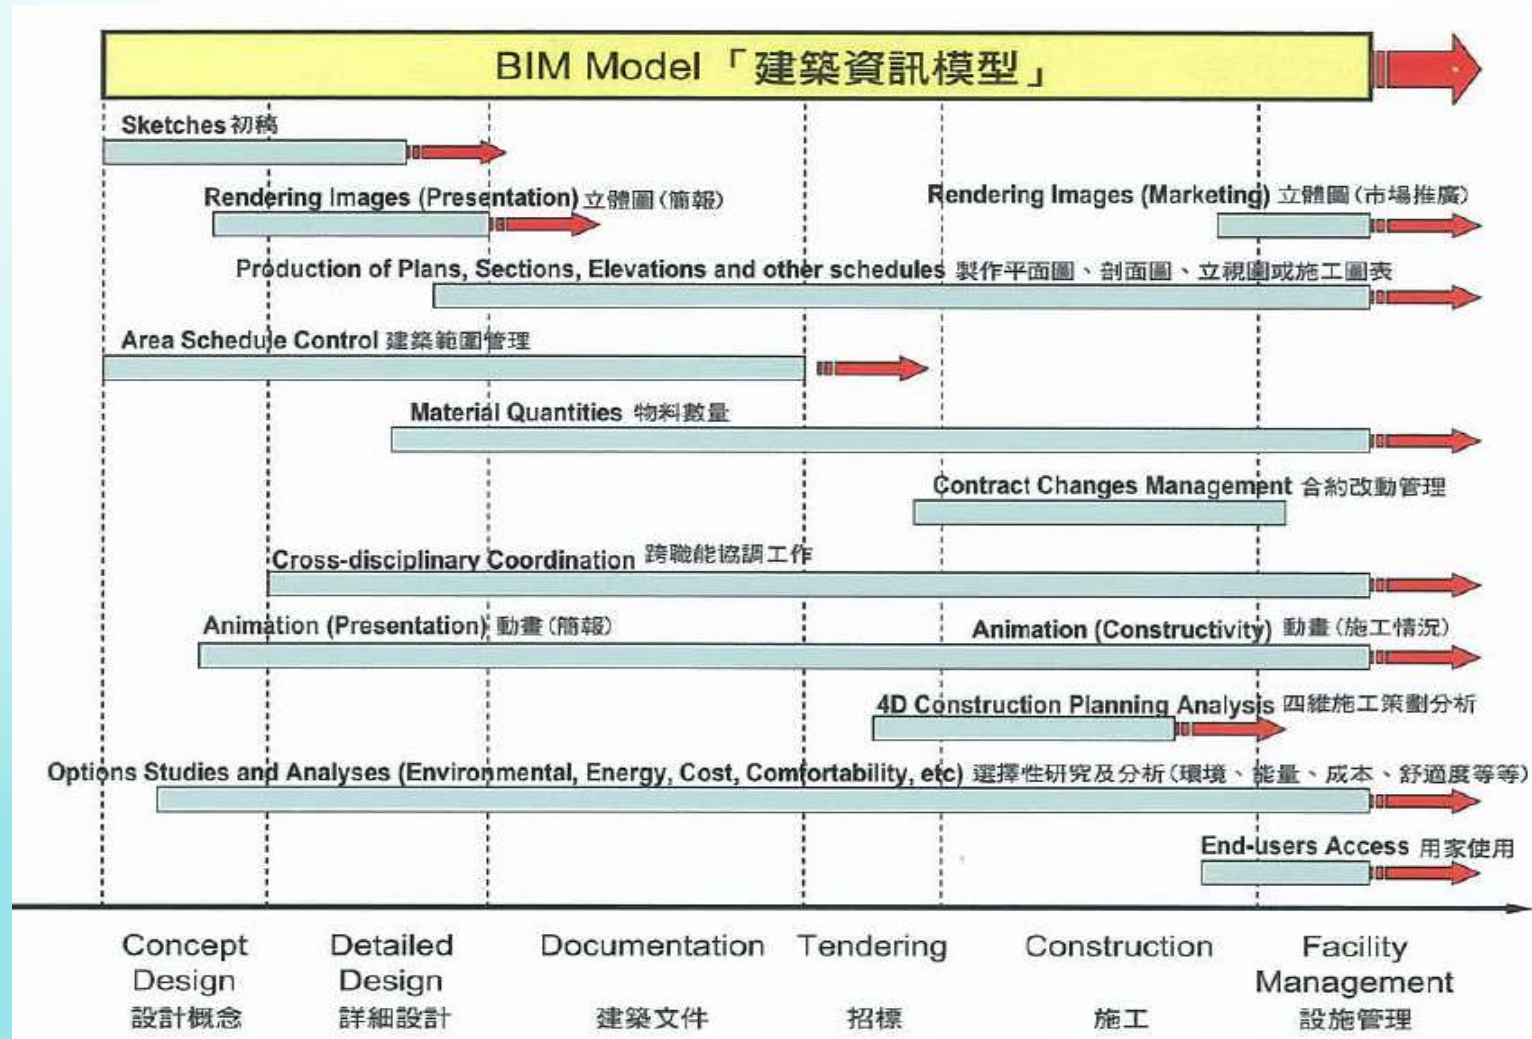 BIM Model「建築資訊模型」
Sketches 初稿
Rendering Images (Presentation) 立體圖(簡報)
Rendering Images (Marketing) 立體圖(市場推廣)
Production of Plans, Sections, Elevations and other schedules 製作平面圖、剖面圖、立視圖或施工圖表
Area Schedule Control 建築範圍管理
Material Quantities 物料數量
Contract Changes Management 合約改動管理
Cross-disciplinary Coordination 跨職能協調工作
Animation (Presentation) 動畫(簡報)
Animation (Constructivity) 動畫(施工情況)
4D Construction Planning Analysis 四維施工策劃分析
Options Studies and Analyses (Environmental, Energy, Cost, Comfortability, etc) 選擇性研究及分析(環境、能量、成本、舒適度等等)
End-users Access 用家使用
Concept
Design
設計概念
Detailed
Design
詳細設計
Documentation
建築文件
Tendering
招標
Construction
施工
Facility
Management
設施管理